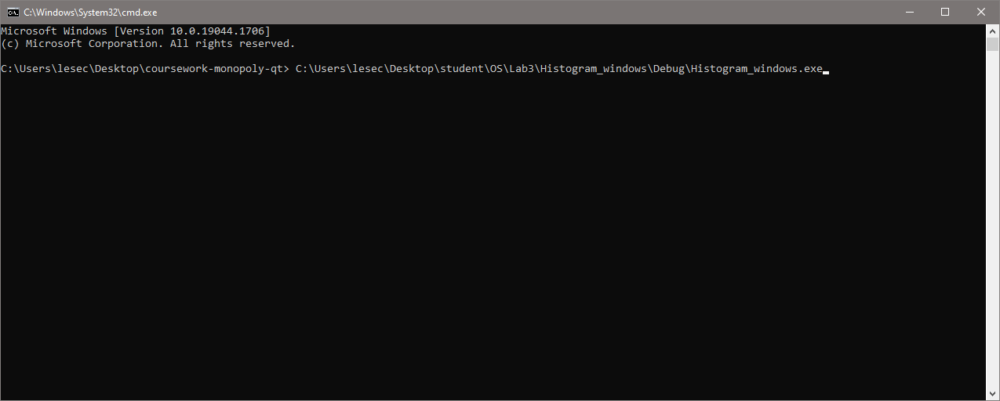 C:\Windows\System32\cmd.exe
Microsoft Windows [Version 10.0.19044.1706]
(c) Microsoft Corporation. All rights reserved.
C:\Users\lesec\Desktop\coursework-monopoly-qt> C:\Users\lesec\Desktop\student\OS\Lab3\Histogram_windows\Debug\Histogram_windows.exe